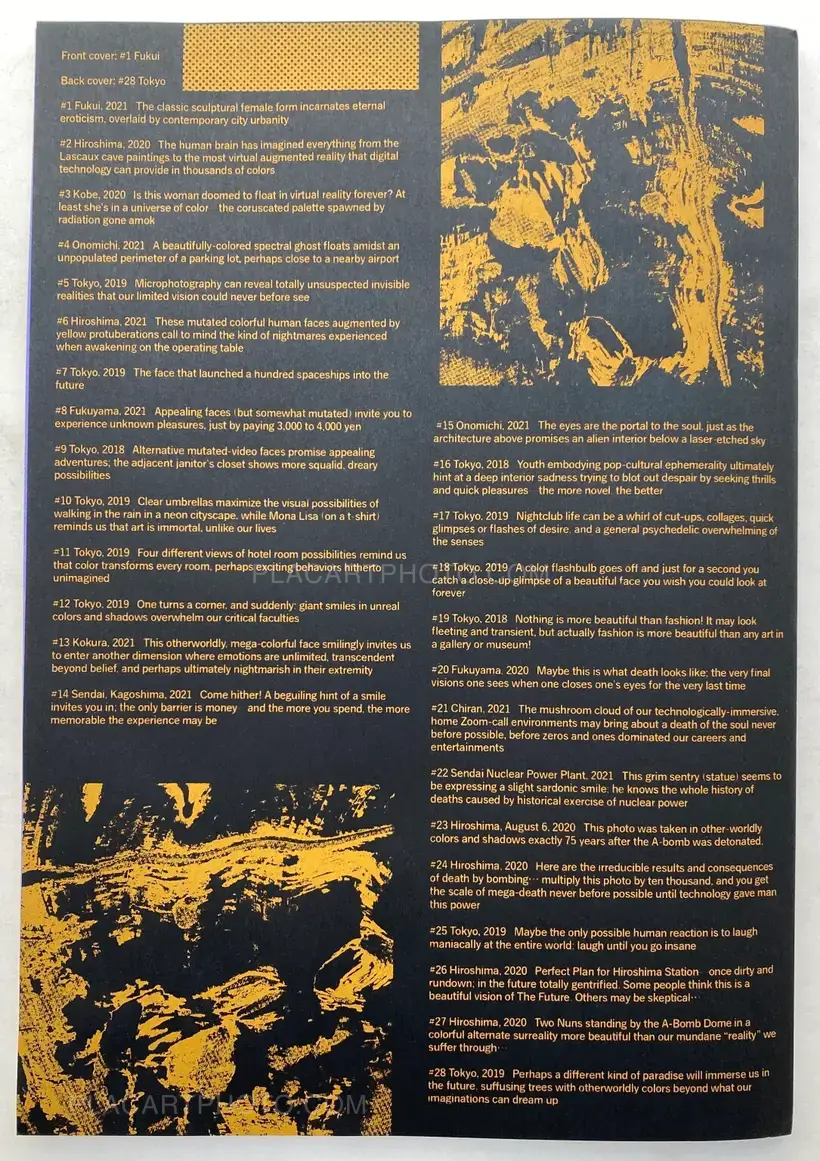 Front cover: #1 Fukui
Back cover: #28 Tokyo
#1 Fukui, 2021 The classic sculptural female form incarnates eternal
eroticism, overlaid by contemporary city urbanity
#2 Hiroshima, 2020 The human brain has imagined everything from the
Lascaux cave paintings to the most virtual augmented reality that digital
technology can provide in thousands of colors
#3 Kobe, 2020 Is this woman doomed to float in virtual reality forever? At
least she's in a universe of color the coruscated palette spawned by
radiation gone amok
#4 Onomichi, 2021 A beautifully-colored spectral ghost floats amidst an
unpopulated perimeter of a parking lot, perhaps close to a nearby airport
#5 Tokyo, 2019 Microphotography can reveal totally unsuspected invisible
realities that our limited vision could never before see
#6 Hiroshima, 2021 These mutated colorful human faces augmented by
yellow protuberations call to mind the kind of nightmares experienced
when awakening on the operating table
#7 Tokyo, 2019 The face that launched a hundred spaceships into the
future
#8 Fukuyama, 2021 Appealing faces (but somewhat mutated) invite you to
experience unknown pleasures, just by paying 3,000 to 4,000 yen
#9 Tokyo, 2018 Alternative mutated-video faces promise appealing
adventures; the adjacent janitor's closet shows more squalid, dreary
possibilities
#10 Tokyo, 2019 Clear umbrellas maximize the visual possibilities of
walking in the rain in a neon cityscape, while Mona Lisa (on a t-shirt)
reminds us that art is immortal, unlike our lives
#11 Tokyo, 2019 Four different views of hotel room possibilities remind us
that color transforms every room, perhaps exciting behaviors hitherto
unimagined
#12 Tokyo, 2019 One turns a corner, and suddenly: giant smiles in unreal
colors and shadows overwhelm our critical faculties
#13 Kokura, 2021 This otherworldly, mega-colorful face smilingly invites us
to enter another dimension where emotions are unlimited, transcendent
beyond belief, and perhaps ultimately nightmarish in their extremity
#14 Sendai, Kagoshima, 2021 Come hither! A beguiling hint of a smile
invites you in; the only barrier is money and the more you spend, the more
memorable the experience may be
#15 Onomichi, 2021 The eyes are the portal to the soul, just as the
architecture above promises an alien interior below a laser-etched sky
#16 Tokyo, 2018 Youth embodying pop-cultural ephemerality ultimately
hint at a deep interior sadness trying to blot out despair by seeking thrills
and quick pleasures the more novel, the better
#17 Tokyo, 2019 Nightclub life can be a whirl of cut-ups, collages, quick
glimpses or flashes of desire, and a general psychedelic overwhelming of
the senses
#18 Tokyo, 2019 A color flashbulb goes off and just for a second you
catch a close-up glimpse of a beautiful face you wish you could look at
forever
#19 Tokyo, 2018 Nothing is more beautiful than fashion! It may look
fleeting and transient, but actually fashion is more beautiful than any art in
a gallery or museum!
#20 Fukuyama, 2020 Maybe this is what death looks like; the very final
visions one sees when one closes one's eyes for the very last time
#21 Chiran, 2021 The mushroom cloud of our technologically-immersive,
home Zoom-call environments may bring about a death of the soul never
before possible, before zeros and ones dominated our careers and
entertainments
#22 Sendai Nuclear Power Plant, 2021 This grim sentry (statue) seems to
be expressing a slight sardonic smile; he knows the whole history of
deaths caused by historical exercise of nuclear power
#23 Hiroshima, August 6, 2020 This photo was taken in other-worldly
colors and shadows exactly 75 years after the A-bomb was detonated.
#24 Hiroshima, 2020 Here are the irreducible results and consequences
of death by bombing··· multiply this photo by ten thousand, and you get
the scale of mega-death never before possible until technology gave man
this power
#25 Tokyo, 2019 Maybe the only possible human reaction is to laugh
maniacally at the entire world: laugh until you go insane
#26 Hiroshima, 2020 Perfect Plan for Hiroshima Station once dirty and
rundown; in the future totally gentrified. Some people think this is a
beautiful vision of The Future. Others may be skeptical···
#27 Hiroshima, 2020 Two Nuns standing by the A-Bomb Dome in a
colorful alternate surreality more beautiful than our mundane "reality" we
suffer through···
#28 Tokyo, 2019 Perhaps a different kind of paradise will immerse us in
the future, suffusing trees with otherworldly colors beyond what our
imaginations can dream up
PLACARTPHOTO.COM
PLACARTPHOTO.COM